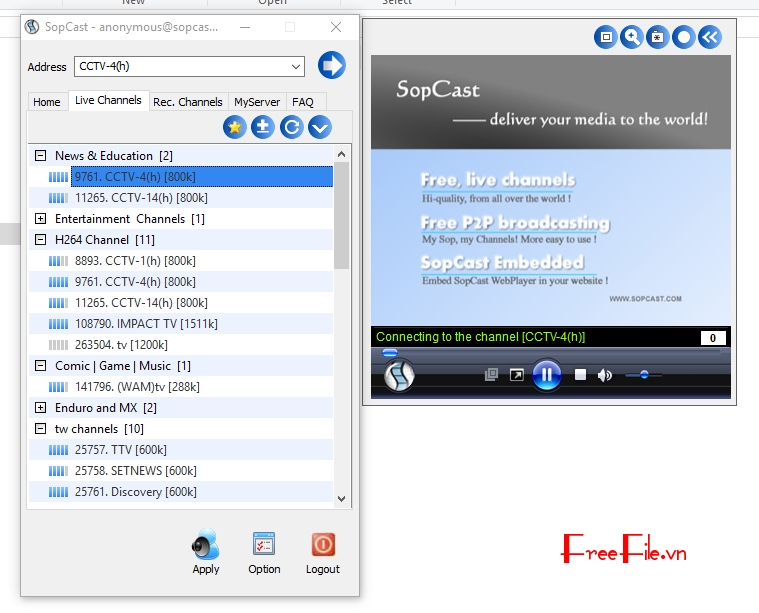 New Open Select
SopCast - anonymous@sopcas...
Address CCTV-4(h)
Home Live Channels Rec. Channels MyServer FAQ
News & Education [2]
9761. CCTV-4(h) [800k]
11265. CCTV-14(h) [800k]
Entertainment Channels [1]
H264 Channel [11]
8893. CCTV-1(h) [800k]
9761. CCTV-4(h) [800k]
11265. CCTV-14(h) [800k]
108790. IMPACT TV [1511k]
263504. tv [1200k]
Comic | Game | Music [1]
141796. (WAM)tv [288k]
Enduro and MX [2]
tw channels [10]
25757. TTV [600k]
25758. SETNEWS [600k]
25761. Discovery [600k]
Apply Option Logout
SopCast
—— deliver your media to the world!
Free, live channels
Hi-quality, from all over the world !
Free P2P broadcasting
My Sop, my Channels! More easy to use !
SopCast Embedded
Embed SopCast WebPlayer in your website !
WWW.SOPCAST.COM
Connecting to the channel [CCTV-4(h)] 0
FreeFile.vn